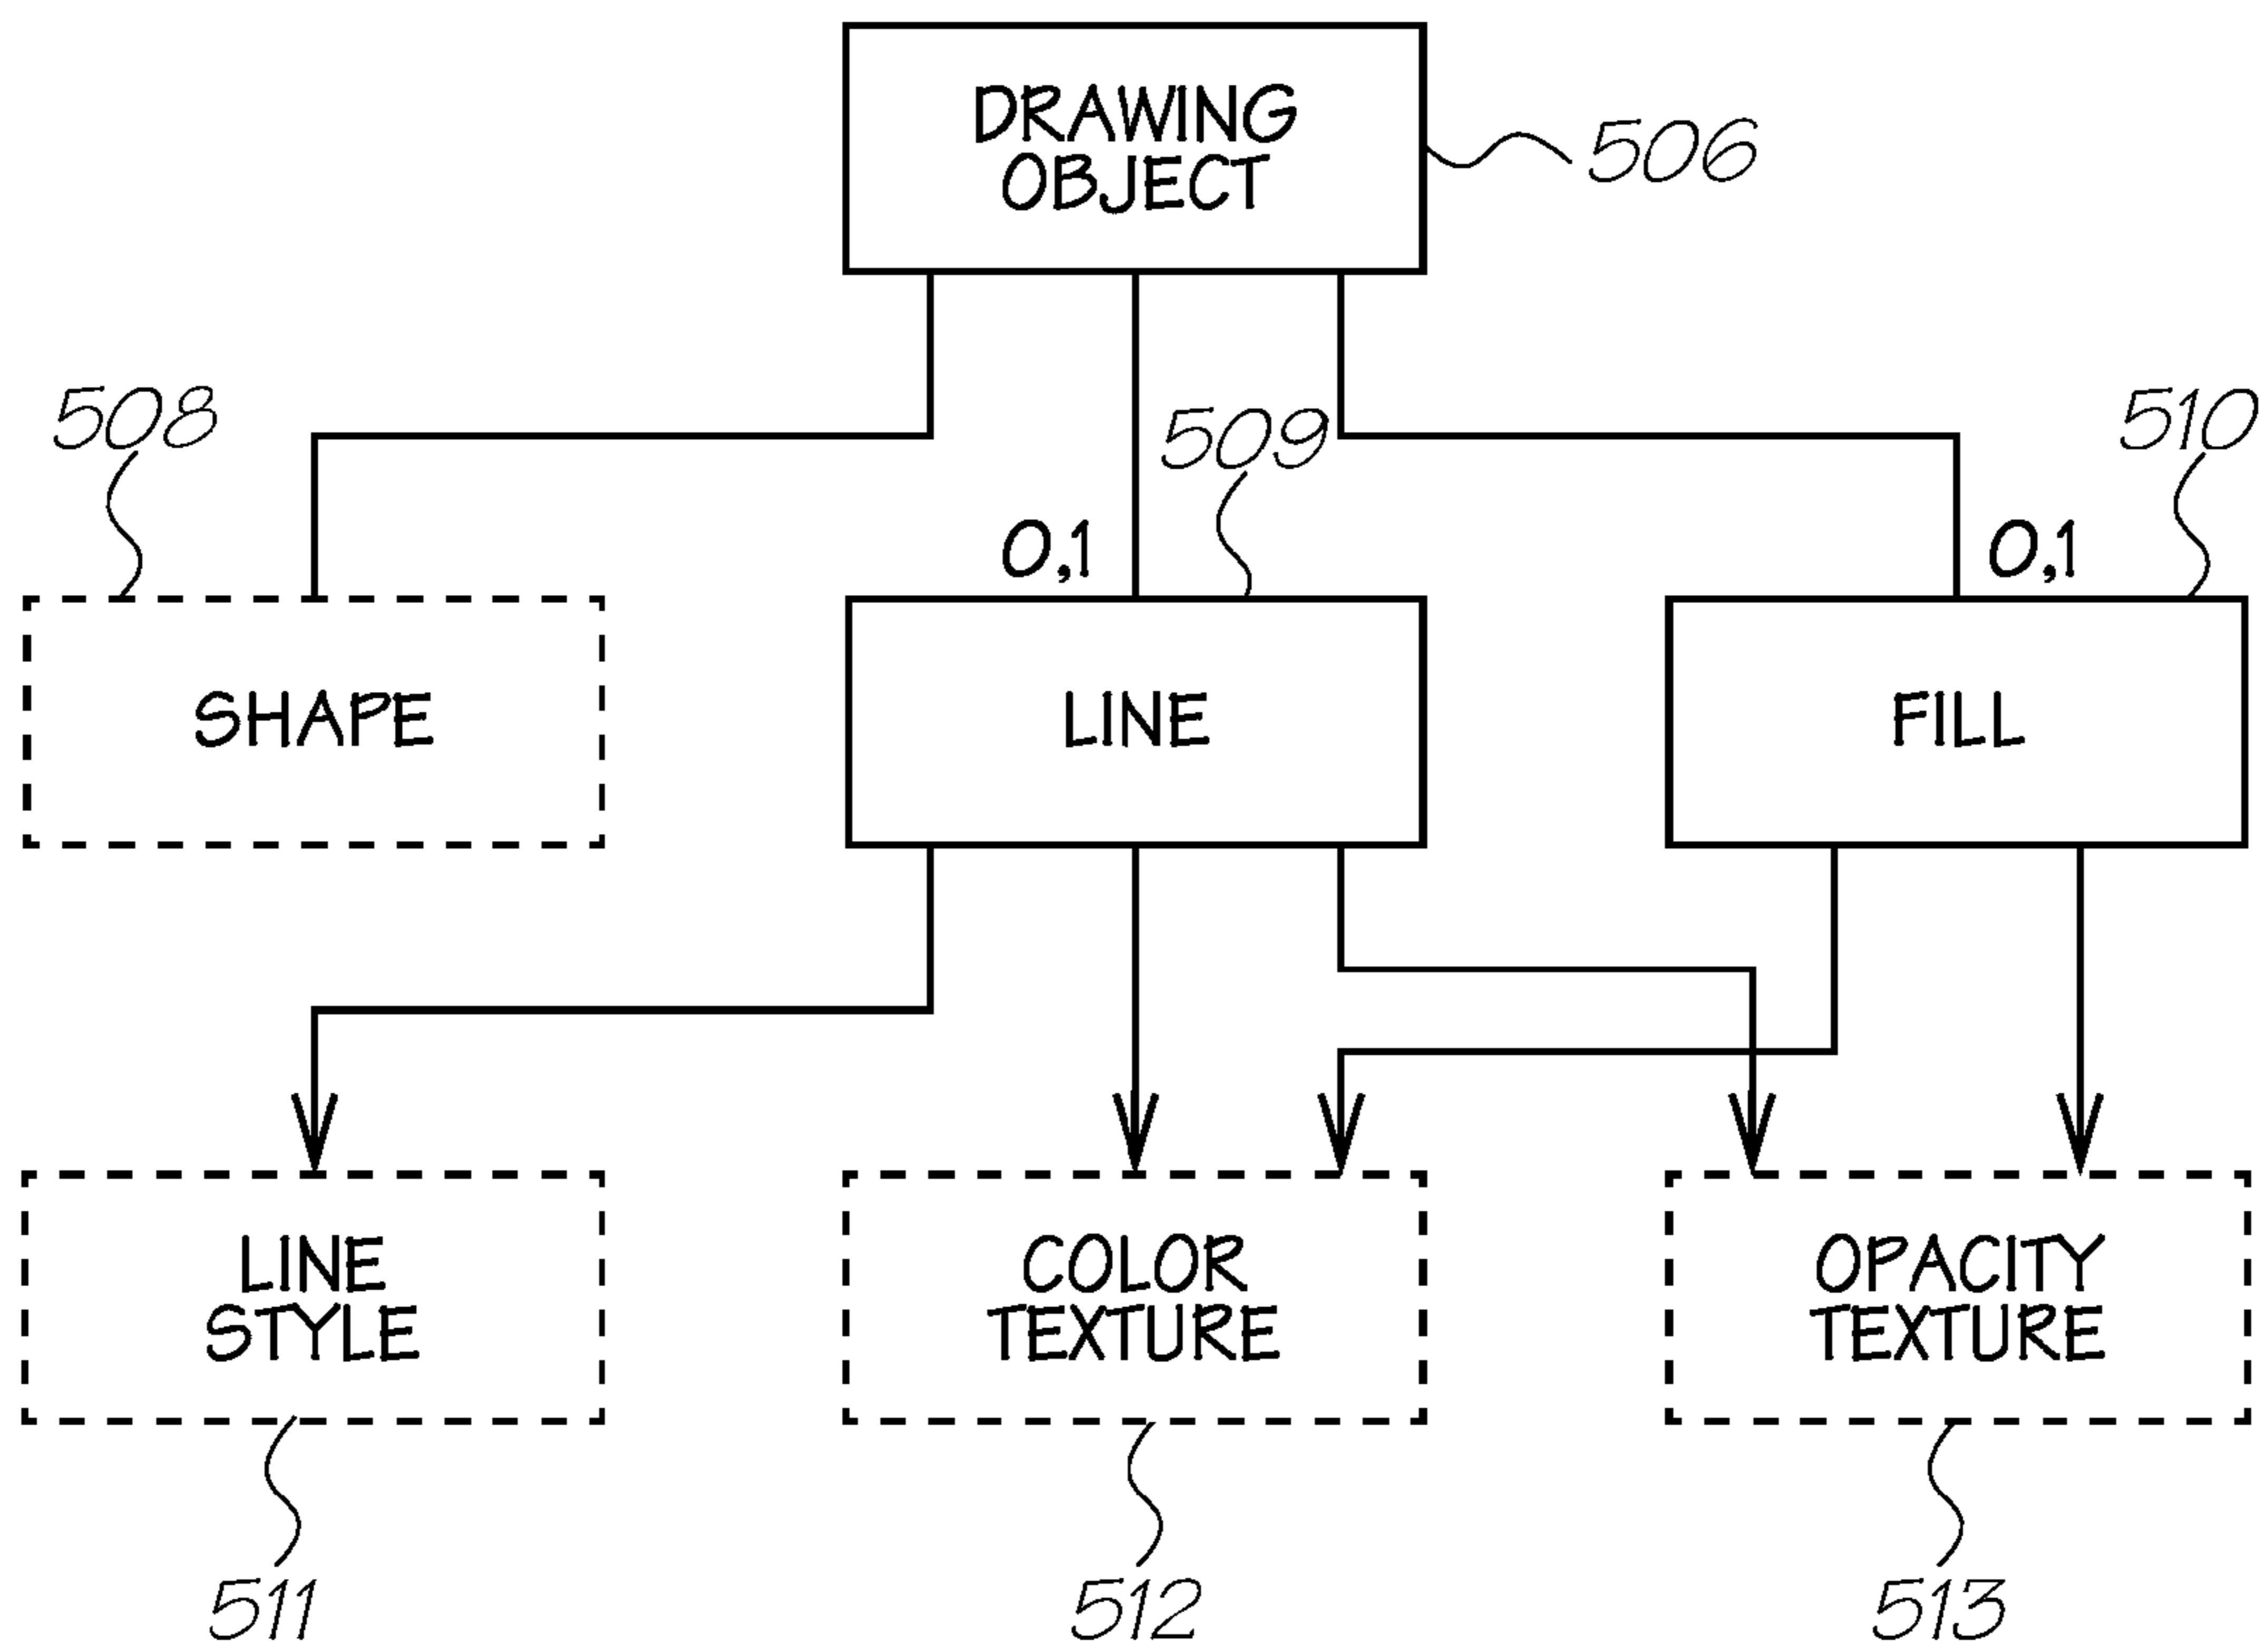 DRAWING
OBJECT
506
508
509
510
0,1
0,1
SHAPE
LINE
FILL
LINE
STYLE
COLOR
TEXTURE
OPACITY
TEXTURE
511
512
513